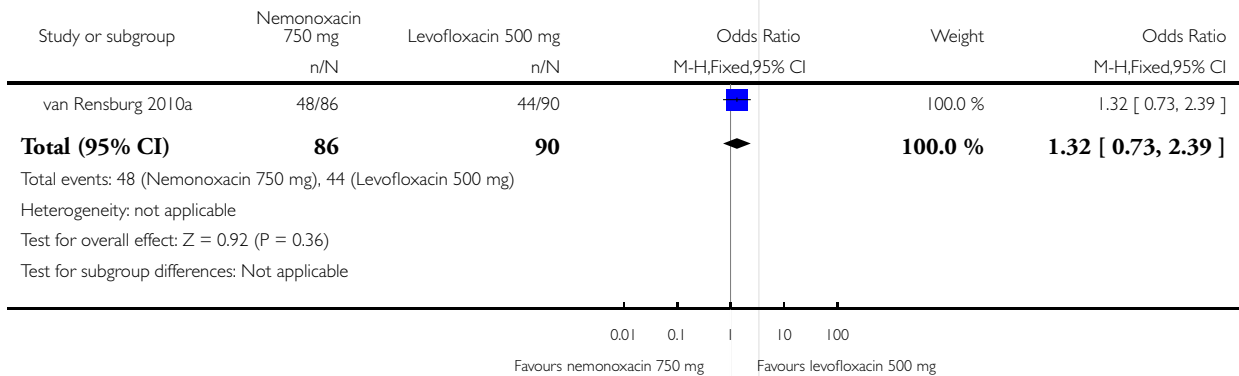 Study or subgroup Nemonoxacin 750 mg Levofloxacin 500 mg Odds Ratio Weight Odds Ratio
n/N n/N M-H,Fixed,95% CI M-H,Fixed,95% CI
van Rensburg 2010a 48/86 44/90 100.0 % 1.32 [ 0.73, 2.39 ]
Total (95% CI) 86 90 100.0 % 1.32 [ 0.73, 2.39 ]
Total events: 48 (Nemonoxacin 750 mg), 44 (Levofloxacin 500 mg)
Heterogeneity: not applicable
Test for overall effect: Z = 0.92 (P = 0.36)
Test for subgroup differences: Not applicable
0.01 0.1 1 10 100
Favours nemonoxacin 750 mg Favours levofloxacin 500 mg